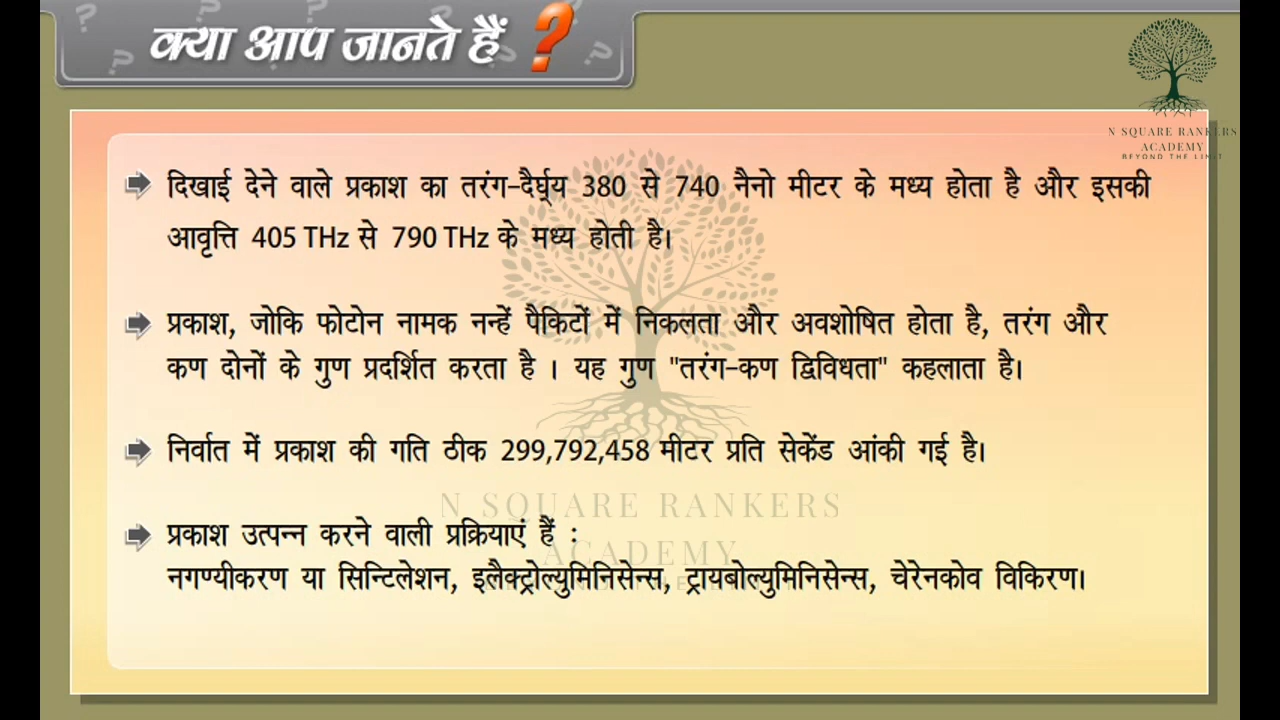 क्या आप जानते हैं ?
N SQUARE RANKERS
ACADEMY
BEYOND THE LIMIT
दिखाई देने वाले प्रकाश का तरंग-दैर्घ्य 380 से 740 नैनो मीटर के मध्य होता है और इसकी
आवृत्ति 405 THz से 790 THz के मध्य होती है।
प्रकाश, जोकि फोटोन नामक नन्हें पैकिटों में निकलता और अवशोषित होता है, तरंग और
कण दोनों के गुण प्रदर्शित करता है । यह गुण "तरंग-कण द्विविधता" कहलाता है।
निर्वात में प्रकाश की गति ठीक 299,792,458 मीटर प्रति सेकेंड आंकी गई है।
N SQUARE RANKERS
प्रकाश उत्पन्न करने वाली प्रक्रियाएं हैं :
ACADEMY
नगण्यीकरण या सिन्टिलेशन, इलैक्ट्रोल्युमिनिसेन्स, ट्रायबोल्युमिनिसेन्स, चेरेनकोव विकिरण।